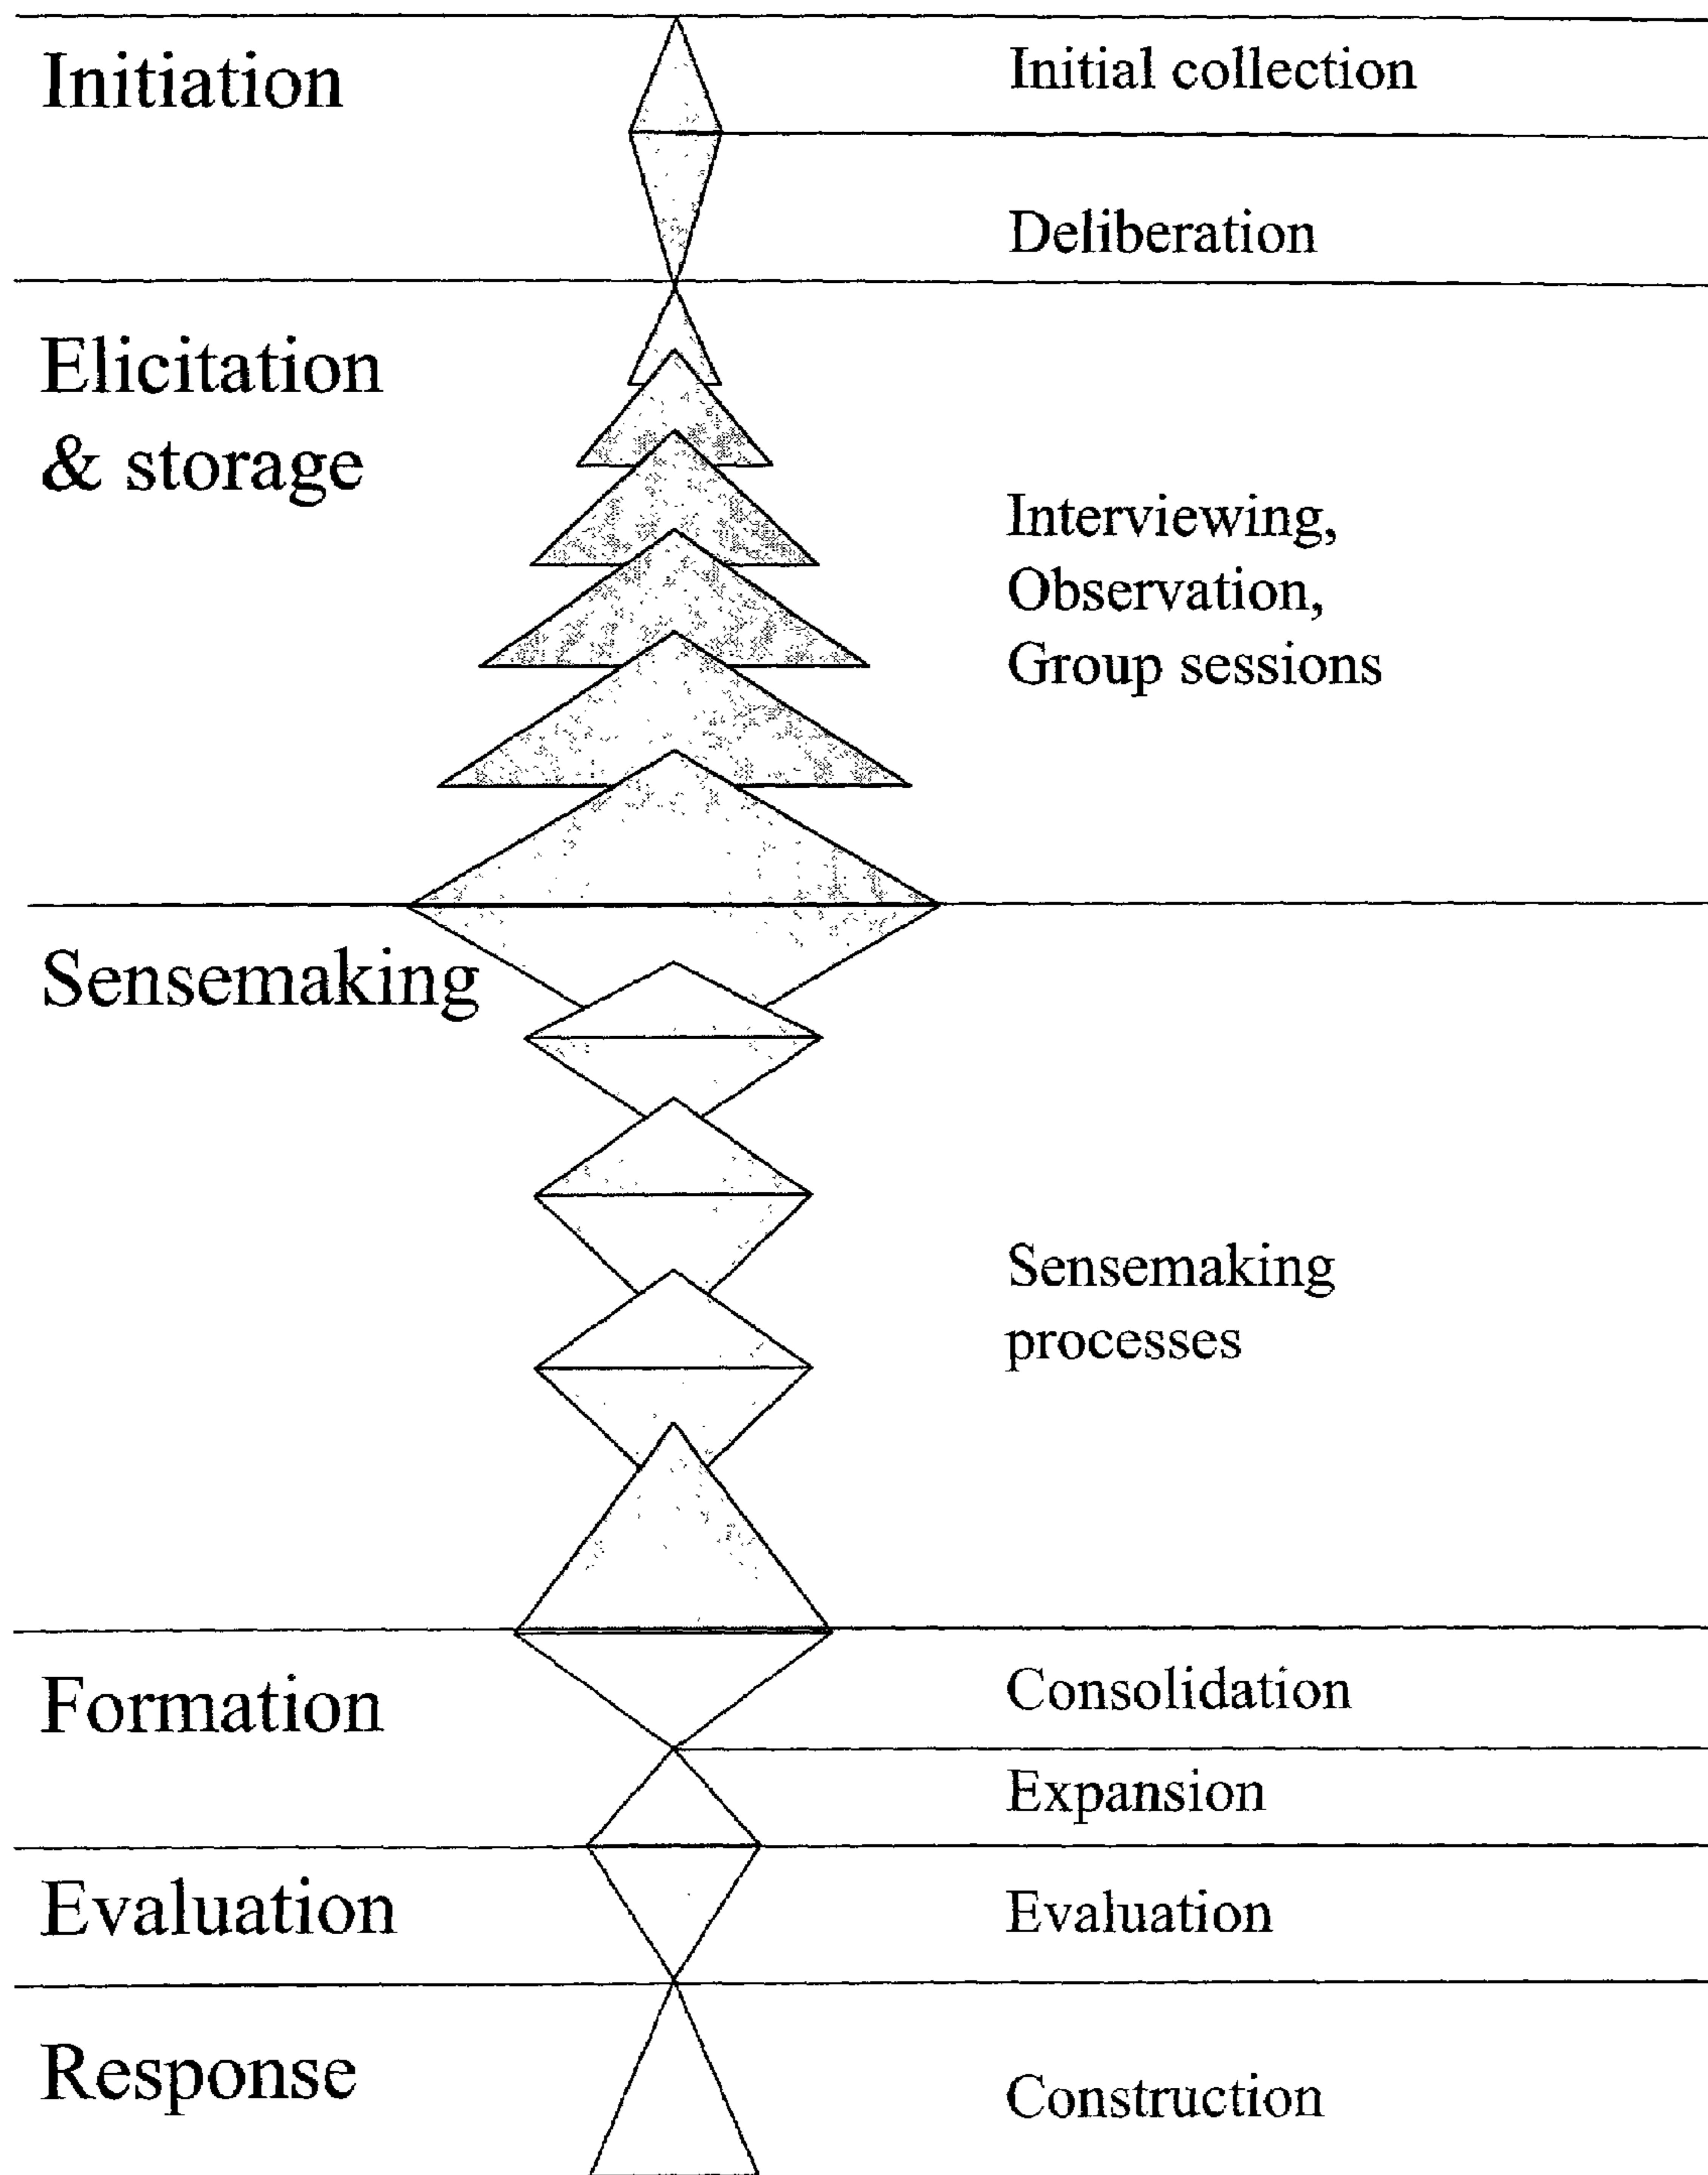 Initiation
Initial collection
Deliberation
Elicitation
& storage
Interviewing,
Observation,
Group sessions
Sensemaking
Sensemaking
processes
Formation
Consolidation
Expansion
Evaluation
Evaluation
Response
Construction